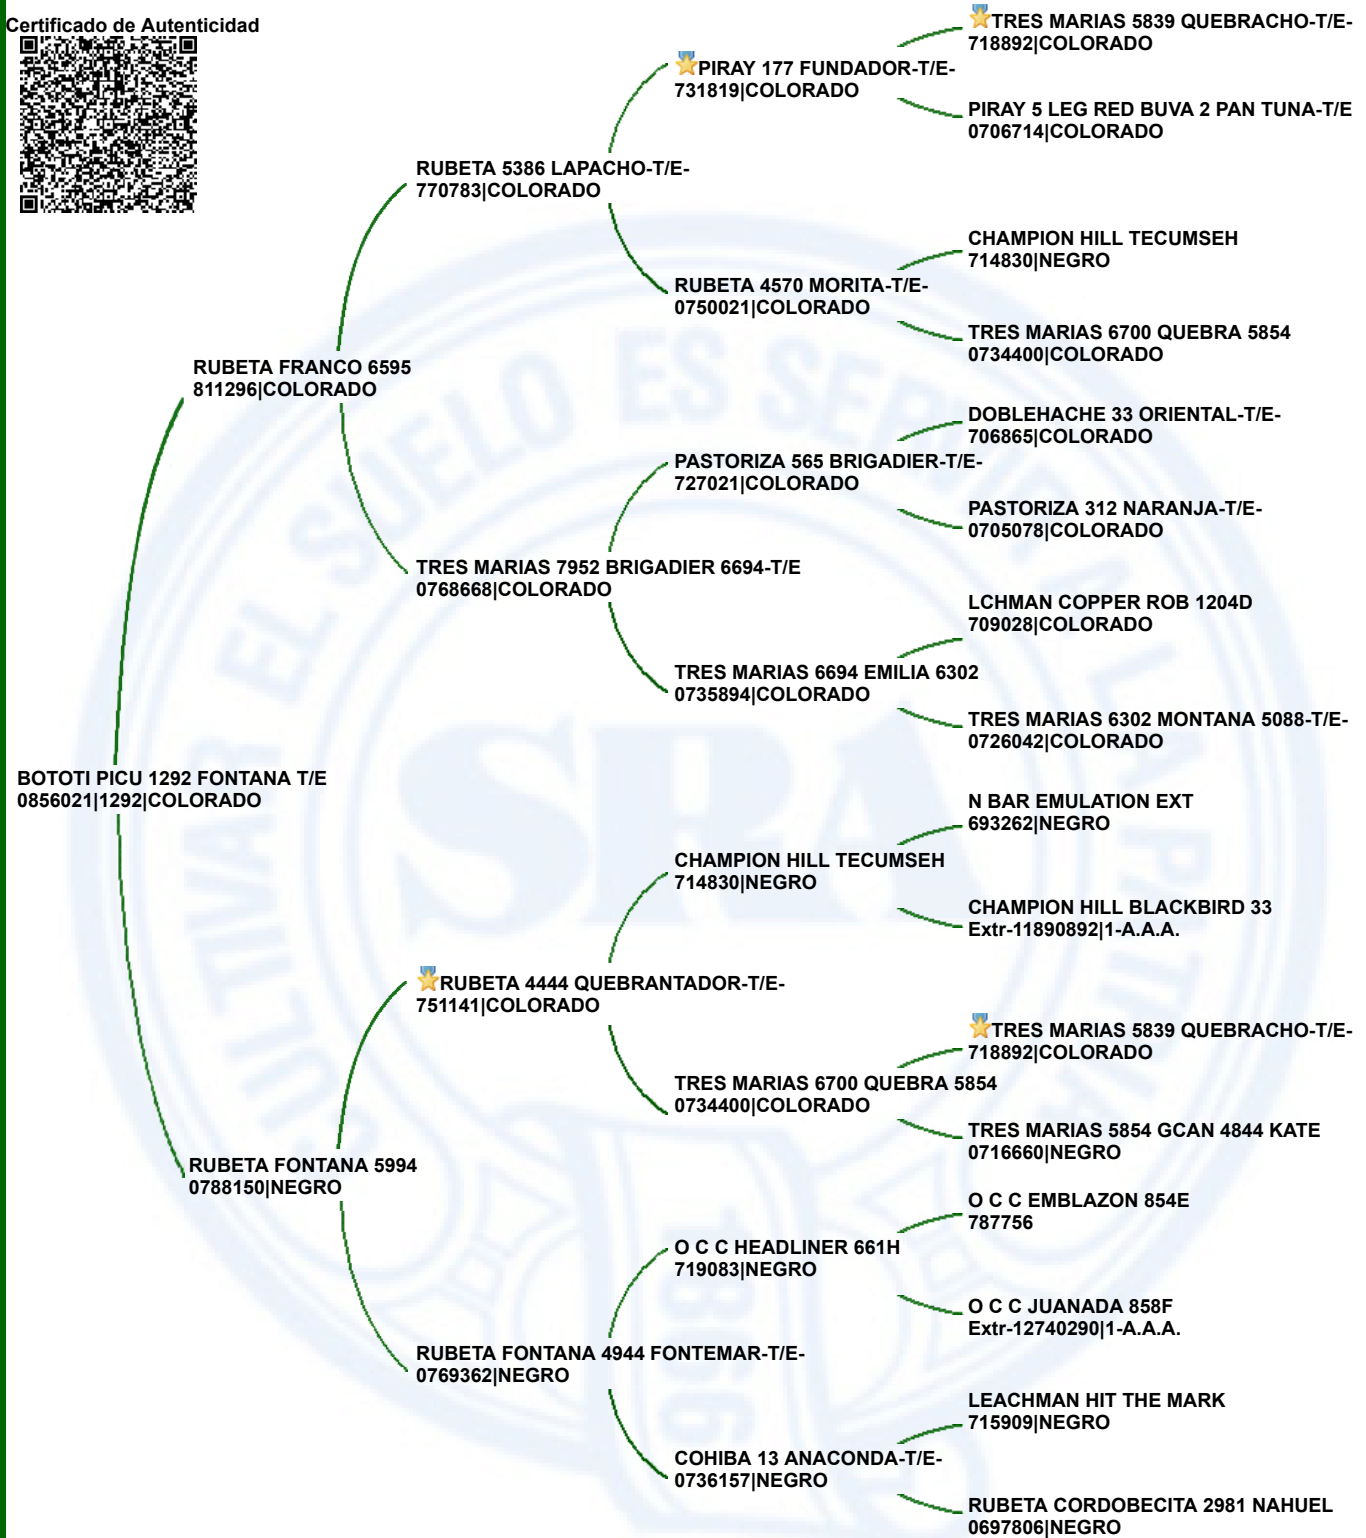 Certificado de Autenticidad
TRES MARIAS 5839 QUEBRACHO-T/E-
718892|COLORADO
PIRAY 177 FUNDADOR-T/E-
731819|COLORADO
PIRAY 5 LEG RED BUVA 2 PAN TUNA-T/E
0706714|COLORADO
RUBETA 5386 LAPACHO-T/E-
770783|COLORADO
CHAMPION HILL TECUMSEH
714830|NEGRO
RUBETA 4570 MORITA-T/E-
0750021|COLORADO
TRES MARIAS 6700 QUEBRA 5854
0734400|COLORADO
RUBETA FRANCO 6595
811296|COLORADO
DOBLEHACHE 33 ORIENTAL-T/E-
706865|COLORADO
PASTORIZA 565 BRIGADIER-T/E-
727021|COLORADO
PASTORIZA 312 NARANJA-T/E-
0705078|COLORADO
TRES MARIAS 7952 BRIGADIER 6694-T/E
0768668|COLORADO
LCHMAN COPPER ROB 1204D
709028|COLORADO
TRES MARIAS 6694 EMILIA 6302
0735894|COLORADO
TRES MARIAS 6302 MONTANA 5088-T/E-
0726042|COLORADO
BOTOTI PICU 1292 FONTANA T/E
0856021|1292|COLORADO
N BAR EMULATION EXT
693262|NEGRO
CHAMPION HILL TECUMSEH
714830|NEGRO
CHAMPION HILL BLACKBIRD 33
Extr-11890892|1-A.A.A.
RUBETA 4444 QUEBRANTADOR-T/E-
751141|COLORADO
TRES MARIAS 5839 QUEBRACHO-T/E-
718892|COLORADO
TRES MARIAS 6700 QUEBRA 5854
0734400|COLORADO
TRES MARIAS 5854 GCAN 4844 KATE
0716660|NEGRO
RUBETA FONTANA 5994
0788150|NEGRO
O C C EMBLAZON 854E
787756
O C C HEADLINER 661H
719083|NEGRO
O C C JUANADA 858F
Extr-12740290|1-A.A.A.
RUBETA FONTANA 4944 FONTEMAR-T/E-
0769362|NEGRO
LEACHMAN HIT THE MARK
715909|NEGRO
COHIBA 13 ANACONDA-T/E-
0736157|NEGRO
RUBETA CORDOBECITA 2981 NAHUEL
0697806|NEGRO
CULTIVAR EL SUELO ES SERVIR A LA PATRIA
SRA
1866